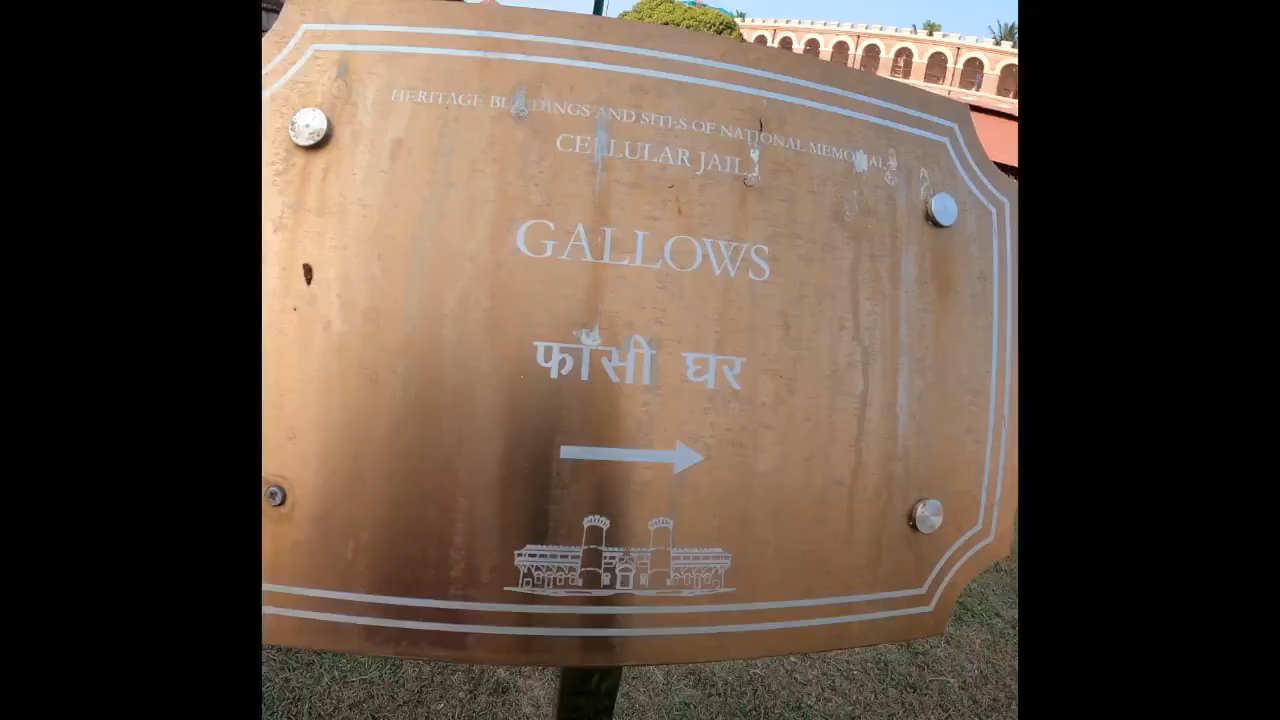 HERITAGE BUILDINGS AND SITES OF NATIONAL MEMORIAL
CELLULAR JAIL
GALLOWS
फाँसी घर